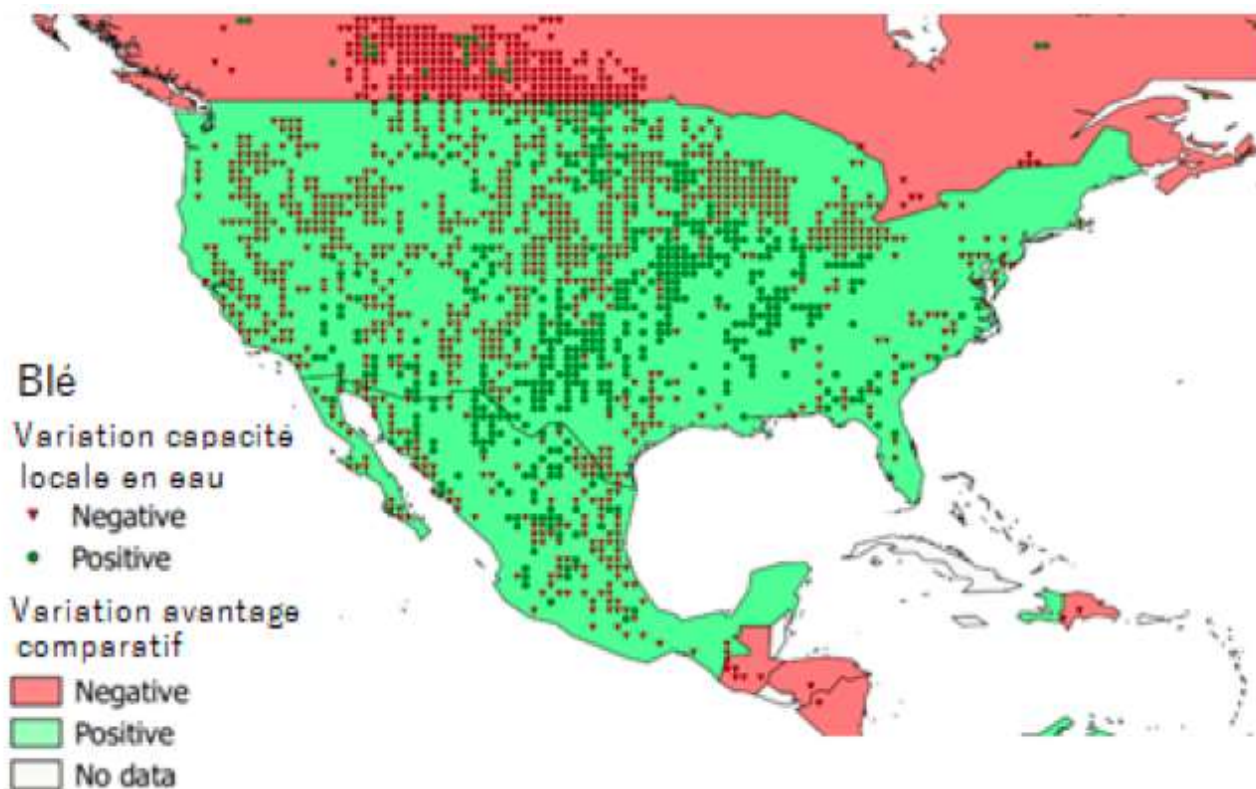 Blé
Variation capacité
locale en eau
Negative
Positive
Variation avantage
comparatif
Negative
Positive
No data